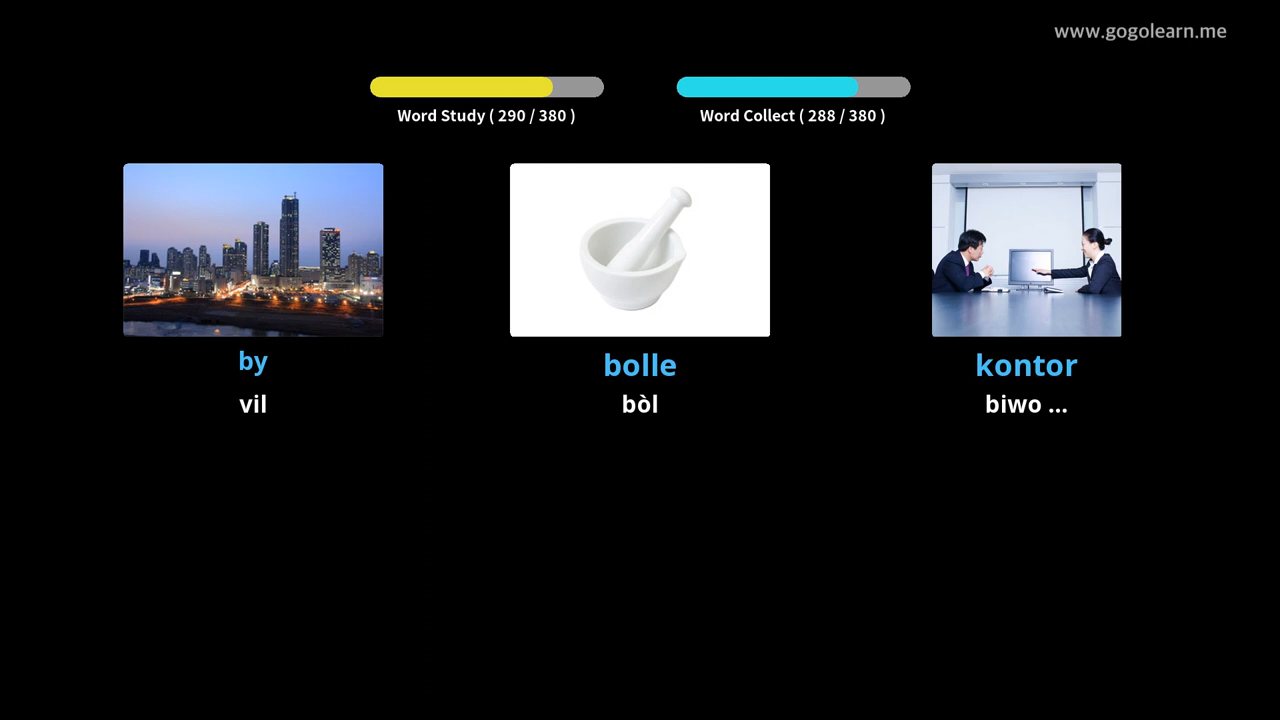 www.gogolearn.me
Word Study ( 290 / 380 )
Word Collect ( 288 / 380 )
by
bolle
kontor
vil
bòl
biwo ...